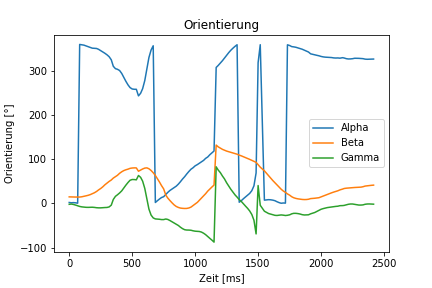 Orientierung
Orientierung [°]
300
200
100
0
−100
Alpha
Beta
Gamma
0
500
1000
1500
2000
2500
Zeit [ms]